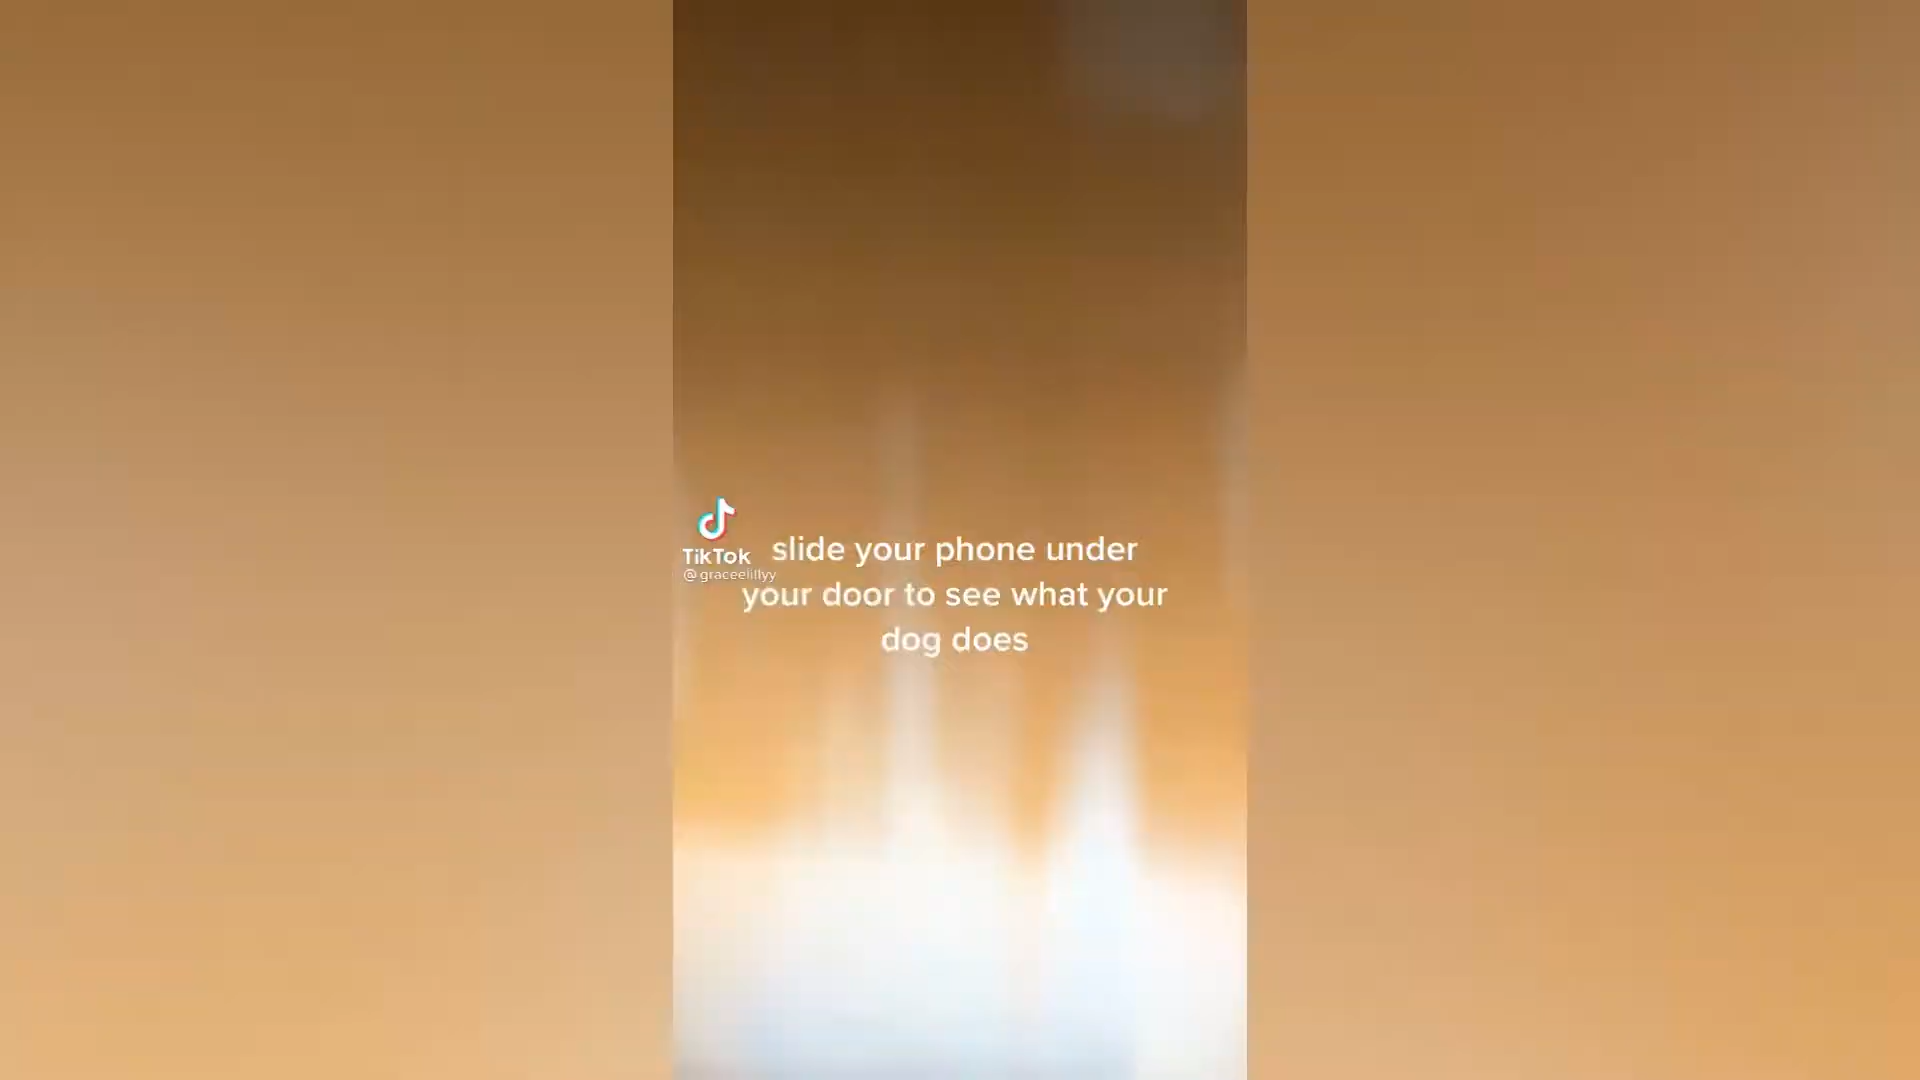 TikTok
@graceelillyy
slide your phone under
your door to see what your
dog does